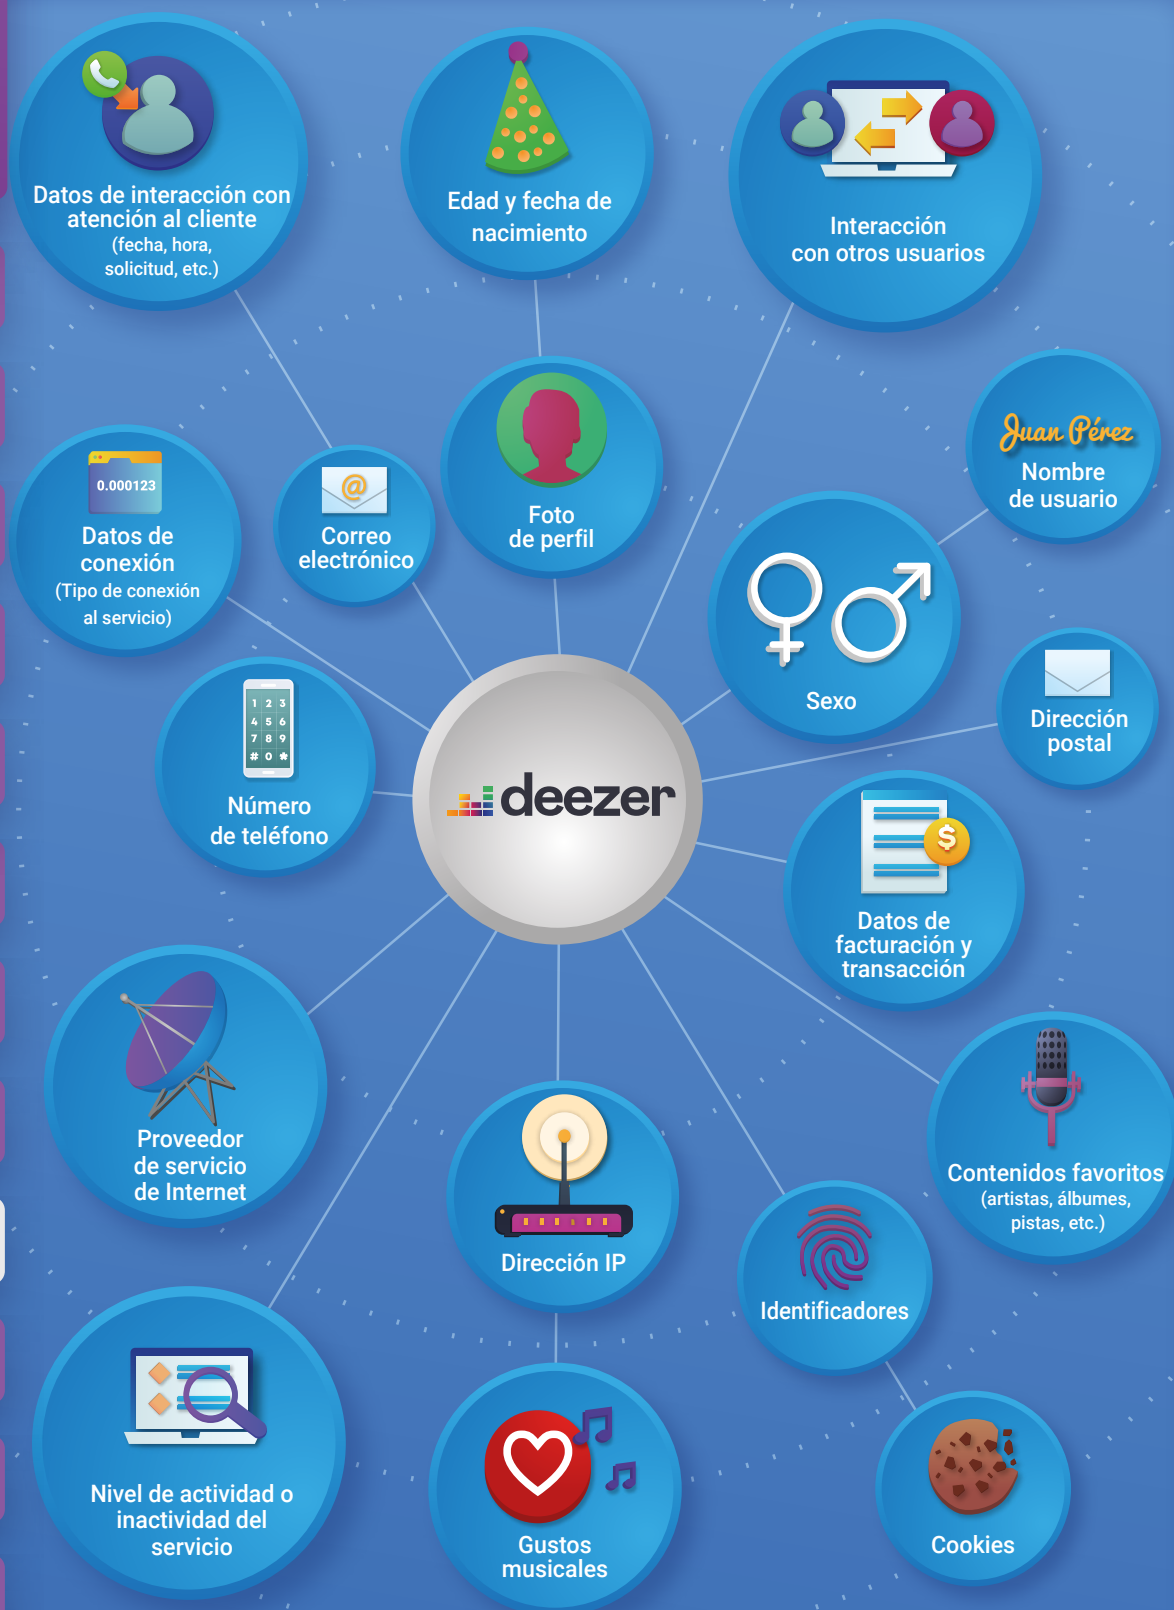 Datos de interacción con
atención al cliente
(fecha, hora,
solicitud, etc.)
Edad y fecha de
nacimiento
Interacción
con otros usuarios
Juan Pérez
Nombre
de usuario
0.000123
Datos de
conexión
(Tipo de conexión
al servicio)
@
Correo
electrónico
Foto
de perfil
Sexo
Dirección
postal
1 2 3
4 5 6
7 8 9
# 0 *
Número
de teléfono
deezer
$
Datos de
facturación y
transacción
Proveedor
de servicio
de Internet
Dirección IP
Contenidos favoritos
(artistas, álbumes,
pistas, etc.)
Identificadores
Nivel de actividad o
inactividad del
servicio
Gustos
musicales
Cookies